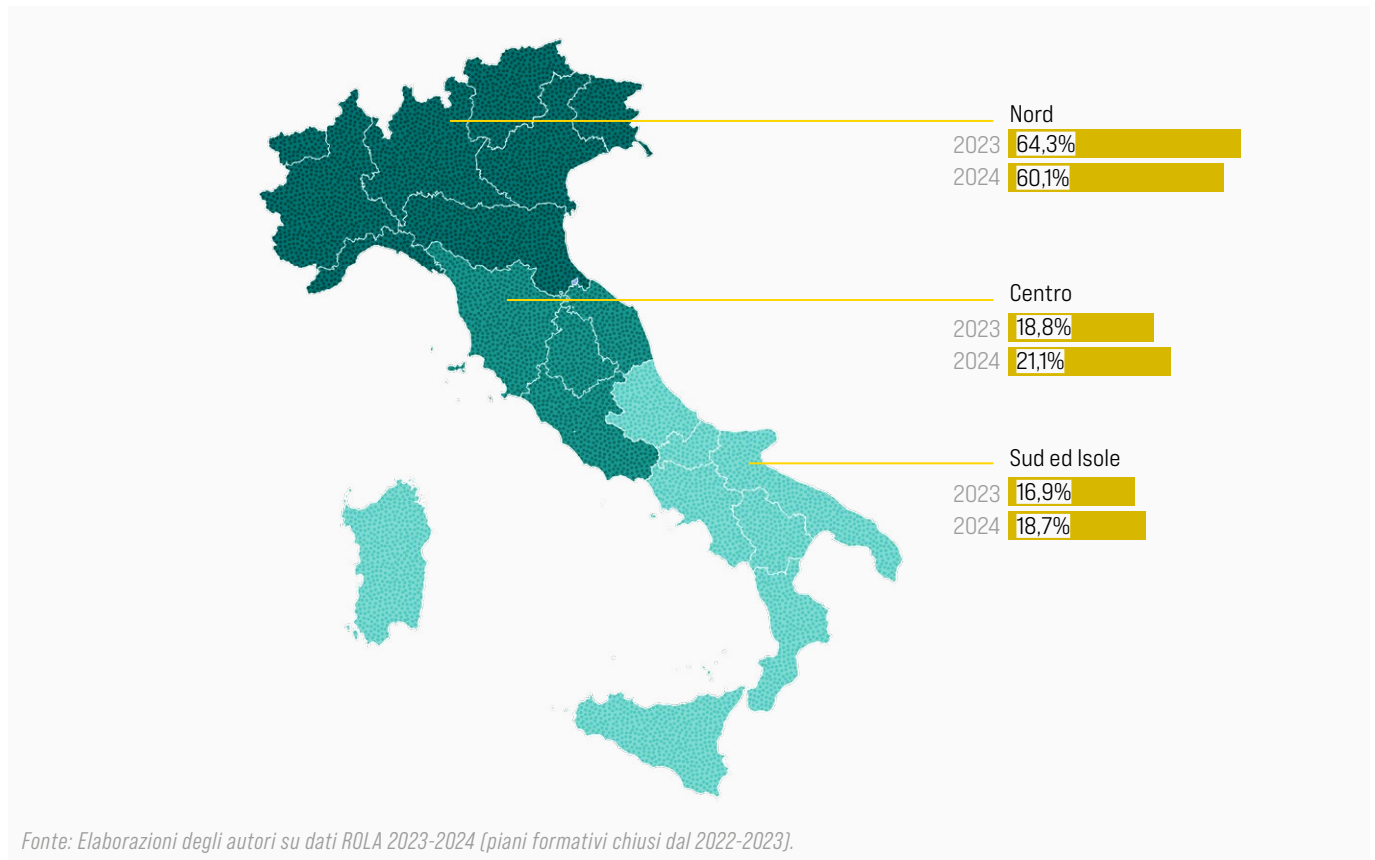 Nord
2023 64,3%
2024 60,1%
Centro
2023 18,8%
2024 21,1%
Sud ed Isole
2023 16,9%
2024 18,7%
Fonte: Elaborazioni degli autori su dati ROLA 2023-2024 (piani formativi chiusi dal 2022-2023).